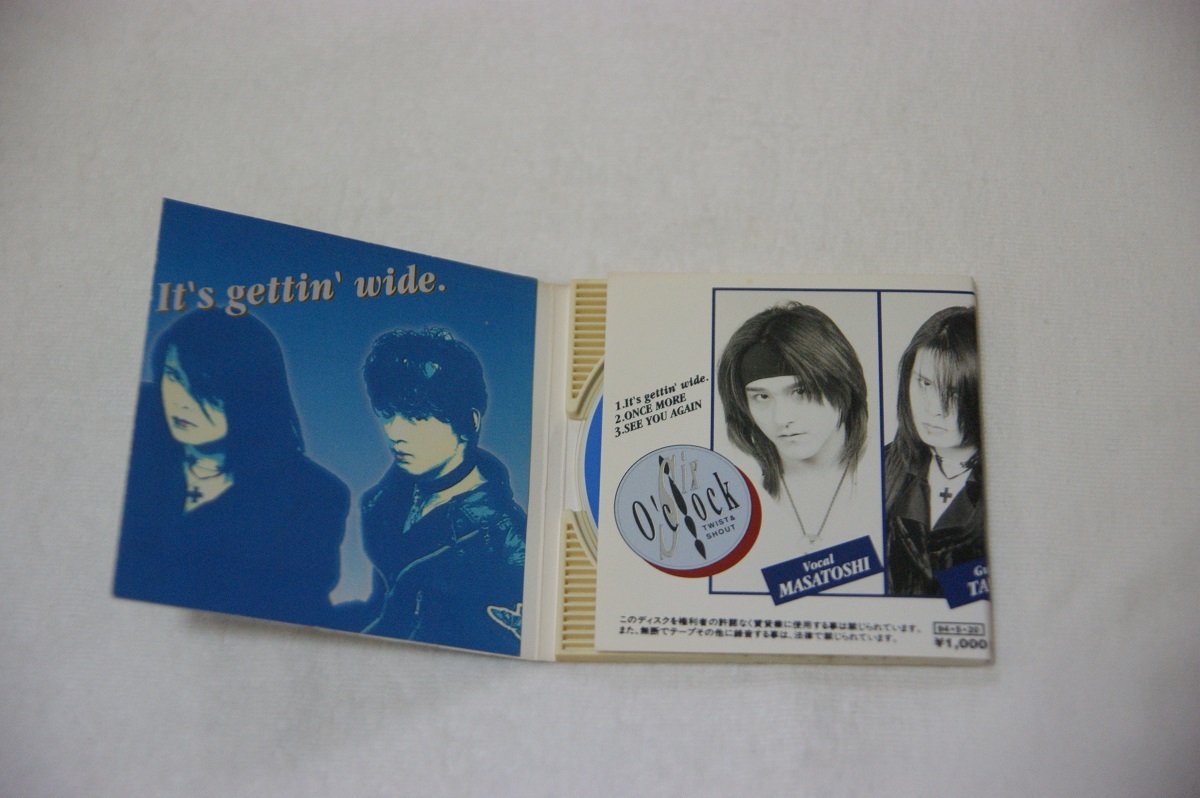 It's gettin' wide.
1.It's gettin' wide.
2.ONCE MORE
3.SEE YOU AGAIN
Six
O'clock
TWIST &
SHOUT
Vocal
MASATOSHI
このディスクを権利者の許諾なく賃貸業に使用する事は禁じられています。
また、無断でテープその他に録音する事は、法律で禁じられています。
94・5・20
¥1,000